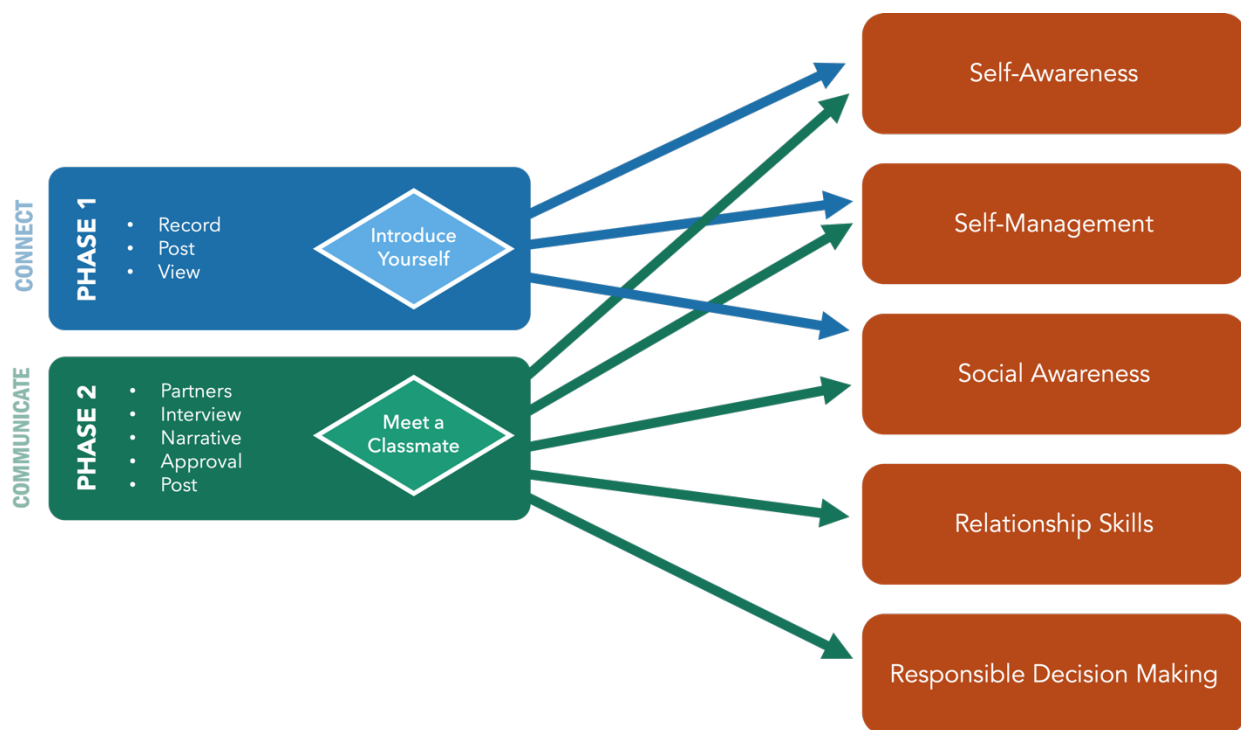 CONNECT
PHASE 1
• Record
• Post
• View
Introduce
Yourself
COMMUNICATE
PHASE 2
• Partners
• Interview
• Narrative
• Approval
• Post
Meet a
Classmate
Self-Awareness
Self-Management
Social Awareness
Relationship Skills
Responsible Decision Making